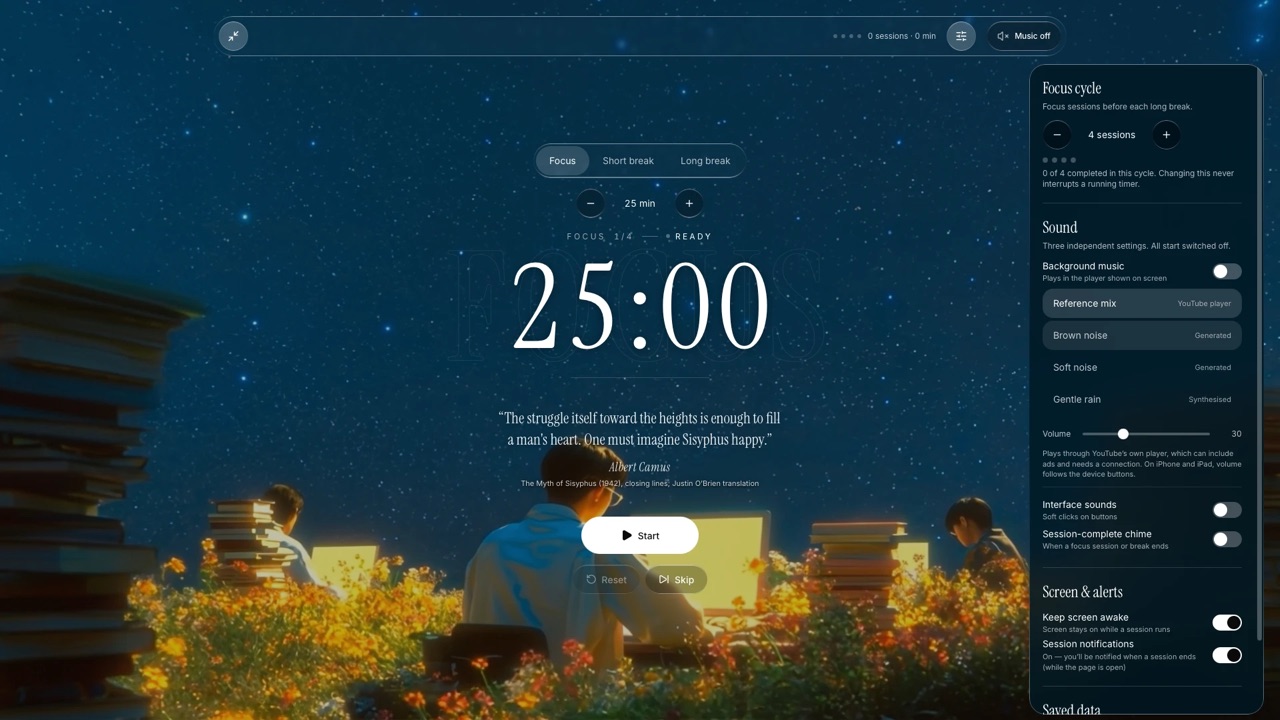 0 sessions · 0 min
Music off
Focus
Short break
Long break
− 25 min +
FOCUS 1/4 — READY
FOCUS
25:00
“The struggle itself toward the heights is enough to fill
a man’s heart. One must imagine Sisyphus happy.”
Albert Camus
The Myth of Sisyphus (1942), closing lines; Justin O’Brien translation
Start
Reset
Skip
Focus cycle
Focus sessions before each long break.
− 4 sessions +
0 of 4 completed in this cycle. Changing this never
interrupts a running timer.
Sound
Three independent settings. All start switched off.
Background music
Plays in the player shown on screen
Reference mix YouTube player
Brown noise Generated
Soft noise Generated
Gentle rain Synthesised
Volume 30
Plays through YouTube’s own player, which can include
ads and needs a connection. On iPhone and iPad, volume
follows the device buttons.
Interface sounds
Soft clicks on buttons
Session-complete chime
When a focus session or break ends
Screen & alerts
Keep screen awake
Screen stays on while a session runs
Session notifications
On — you’ll be notified when a session ends
(while the page is open)
Saved data